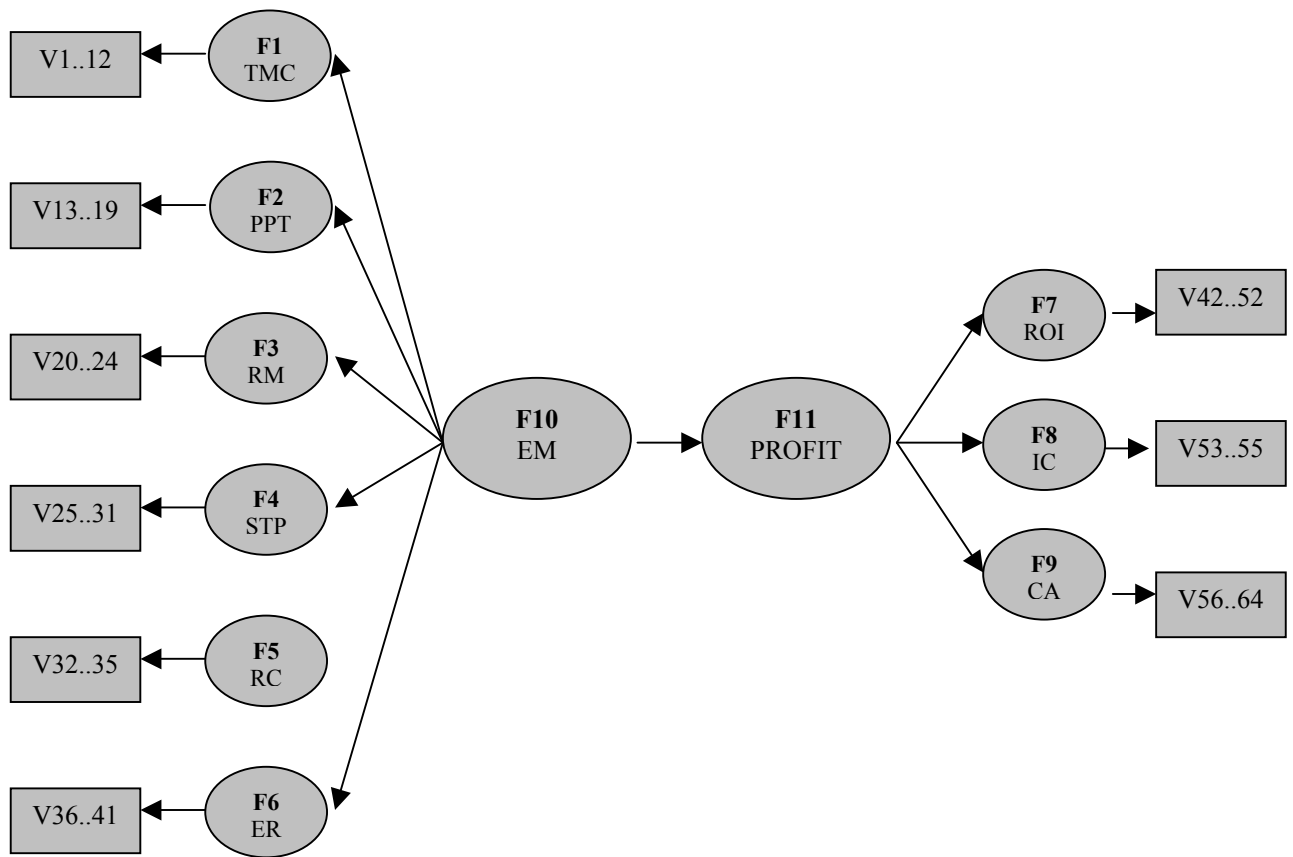 V1..12
F1
TMC
V13..19
F2
PPT
V20..24
F3
RM
V25..31
F4
STP
V32..35
F5
RC
V36..41
F6
ER
F10
EM
F11
PROFIT
F7
ROI
V42..52
F8
IC
V53..55
F9
CA
V56..64